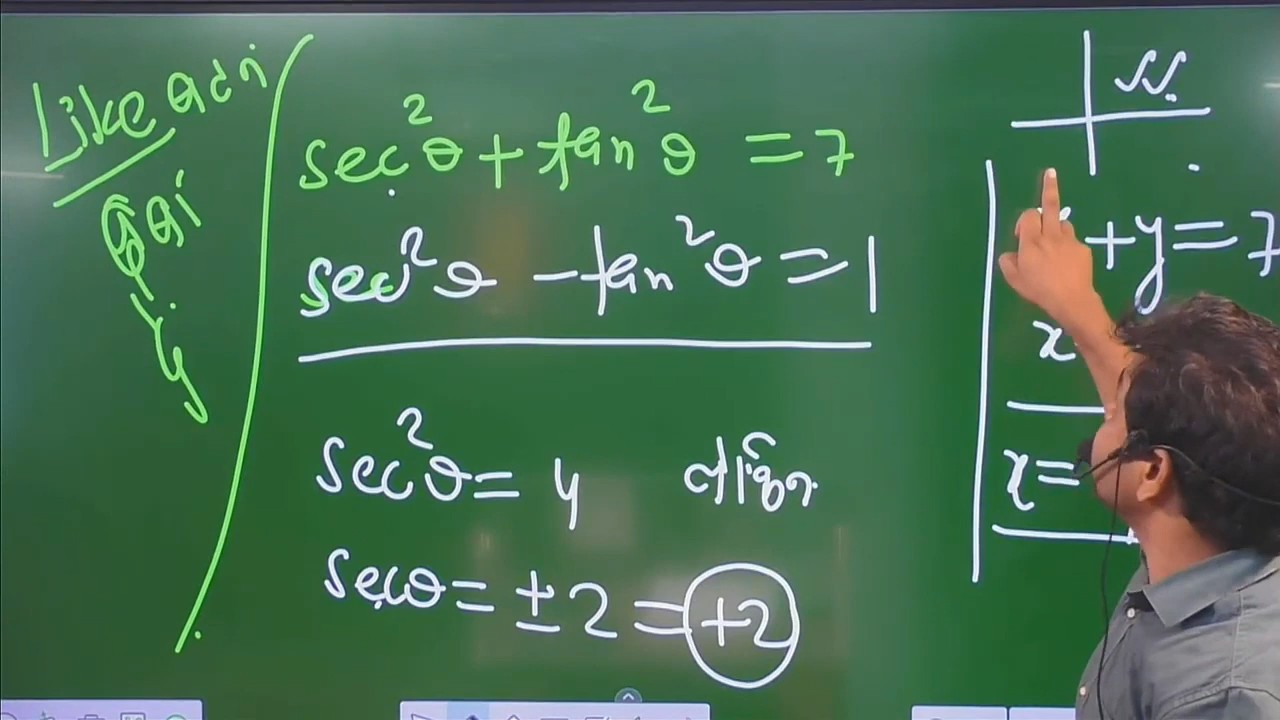 Like
sec²θ + tan²θ = 7
sec²θ - tan²θ = 1
sec²θ = 4
secθ = ±2 = +2
+ y = 7
x
x =